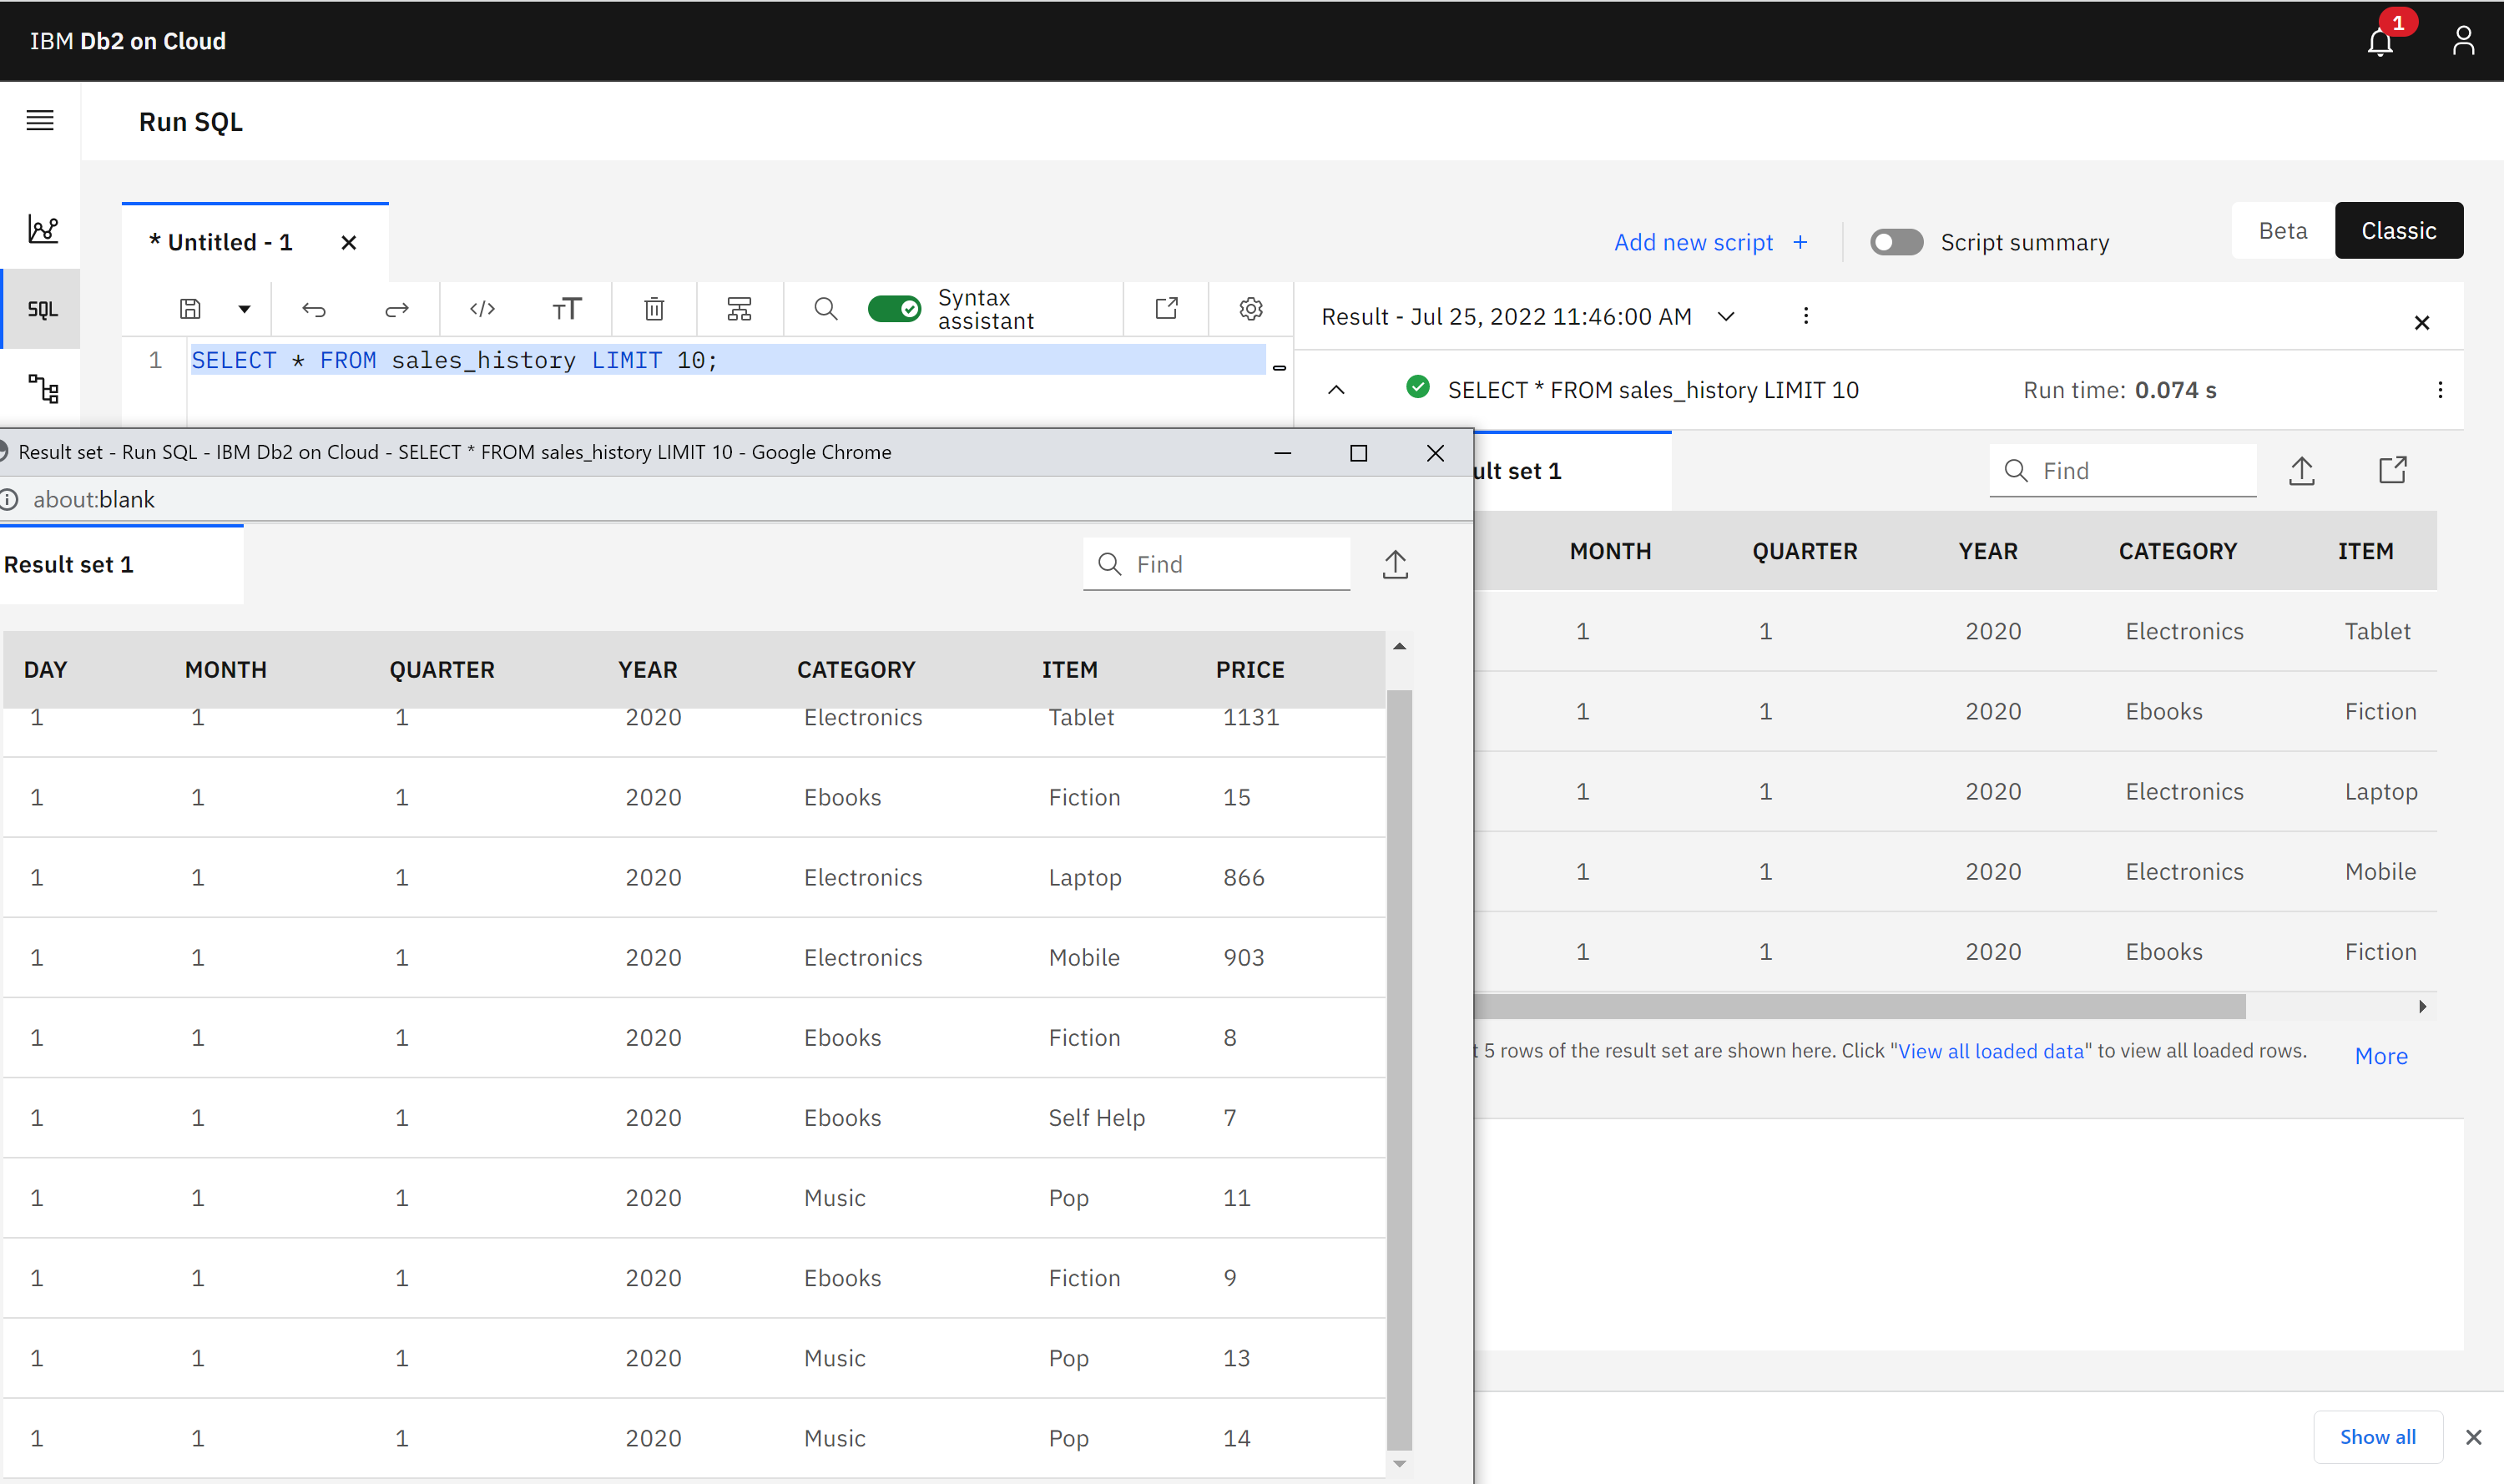 IBM Db2 on Cloud
1
Run SQL
* Untitled - 1
Add new script +
Script summary
Beta
Classic
SQL
Syntax
assistant
Result - Jul 25, 2022 11:46:00 AM
1 SELECT * FROM sales_history LIMIT 10;
SELECT * FROM sales_history LIMIT 10
Run time: 0.074 s
Result set - Run SQL - IBM Db2 on Cloud - SELECT * FROM sales_history LIMIT 10 - Google Chrome
about:blank
Result set 1
Find
DAY MONTH QUARTER YEAR CATEGORY ITEM PRICE
1 1 1 2020 Electronics Tablet 1131
1 1 1 2020 Ebooks Fiction 15
1 1 1 2020 Electronics Laptop 866
1 1 1 2020 Electronics Mobile 903
1 1 1 2020 Ebooks Fiction 8
1 1 1 2020 Ebooks Self Help 7
1 1 1 2020 Music Pop 11
1 1 1 2020 Ebooks Fiction 9
1 1 1 2020 Music Pop 13
1 1 1 2020 Music Pop 14
ult set 1
Find
MONTH QUARTER YEAR CATEGORY ITEM
1 1 2020 Electronics Tablet
1 1 2020 Ebooks Fiction
1 1 2020 Electronics Laptop
1 1 2020 Electronics Mobile
1 1 2020 Ebooks Fiction
t 5 rows of the result set are shown here. Click "View all loaded data" to view all loaded rows.
More
Show all